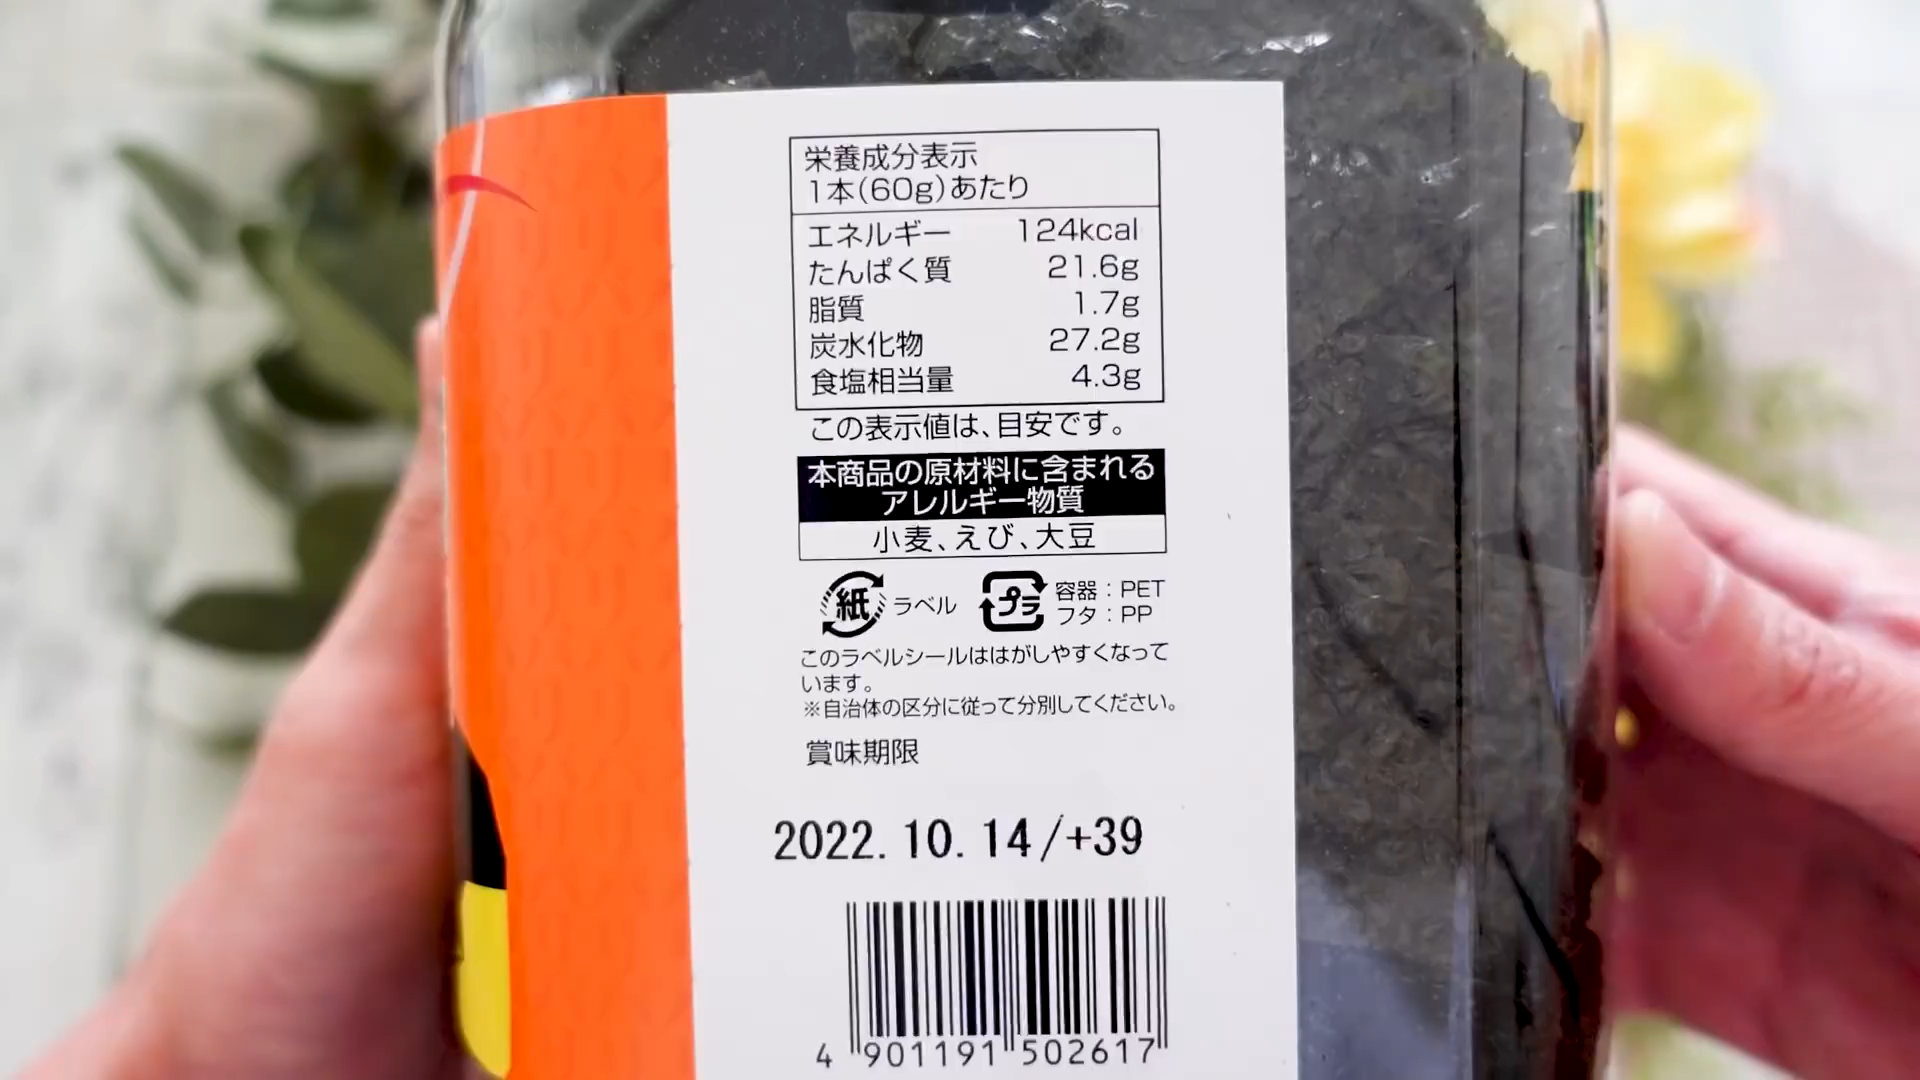 栄養成分表示
1本(60g)あたり
エネルギー 124kcal
たんぱく質 21.6g
脂質 1.7g
炭水化物 27.2g
食塩相当量 4.3g
この表示値は、目安です。
本商品の原材料に含まれる
アレルギー物質
小麦、えび、大豆
紙 ラベル プラ 容器：PET
フタ：PP
このラベルシールははがしやすくなって
います。
※自治体の区分に従って分別してください。
賞味期限
2022.10.14/+39
4 901191 502617